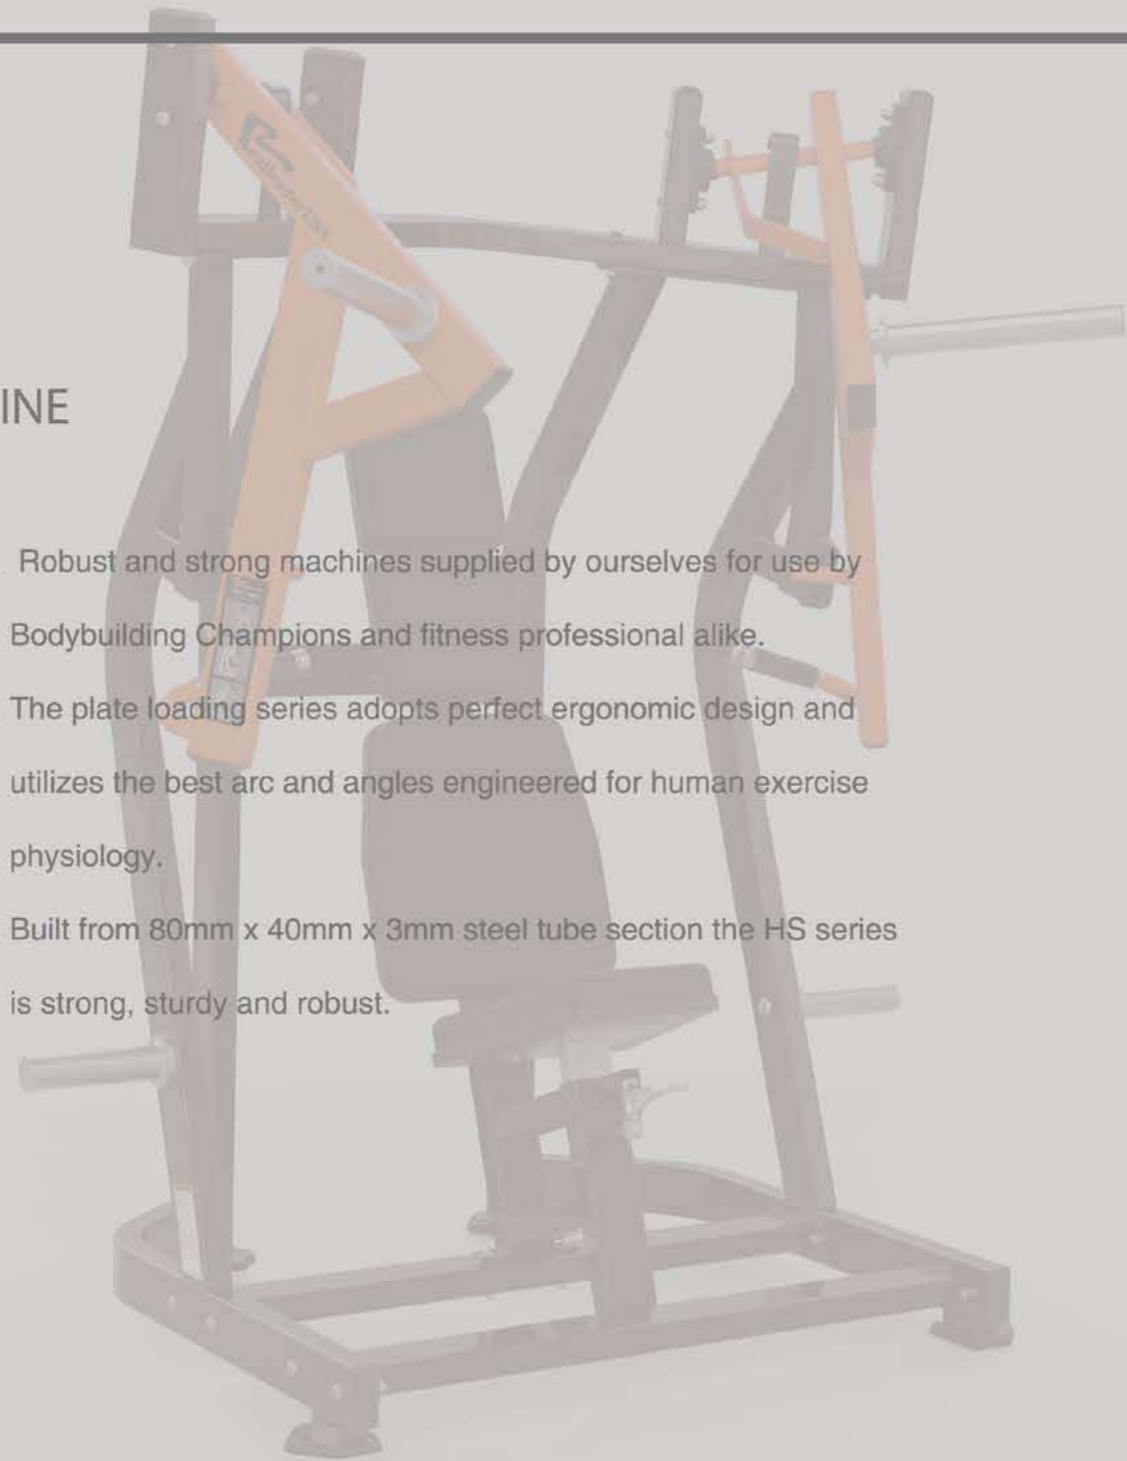 INE
Robust and strong machines supplied by ourselves for use by
Bodybuilding Champions and fitness professional alike.
The plate loading series adopts perfect ergonomic design and
utilizes the best arc and angles engineered for human exercise
physiology.
Built from 80mm x 40mm x 3mm steel tube section the HS series
is strong, sturdy and robust.